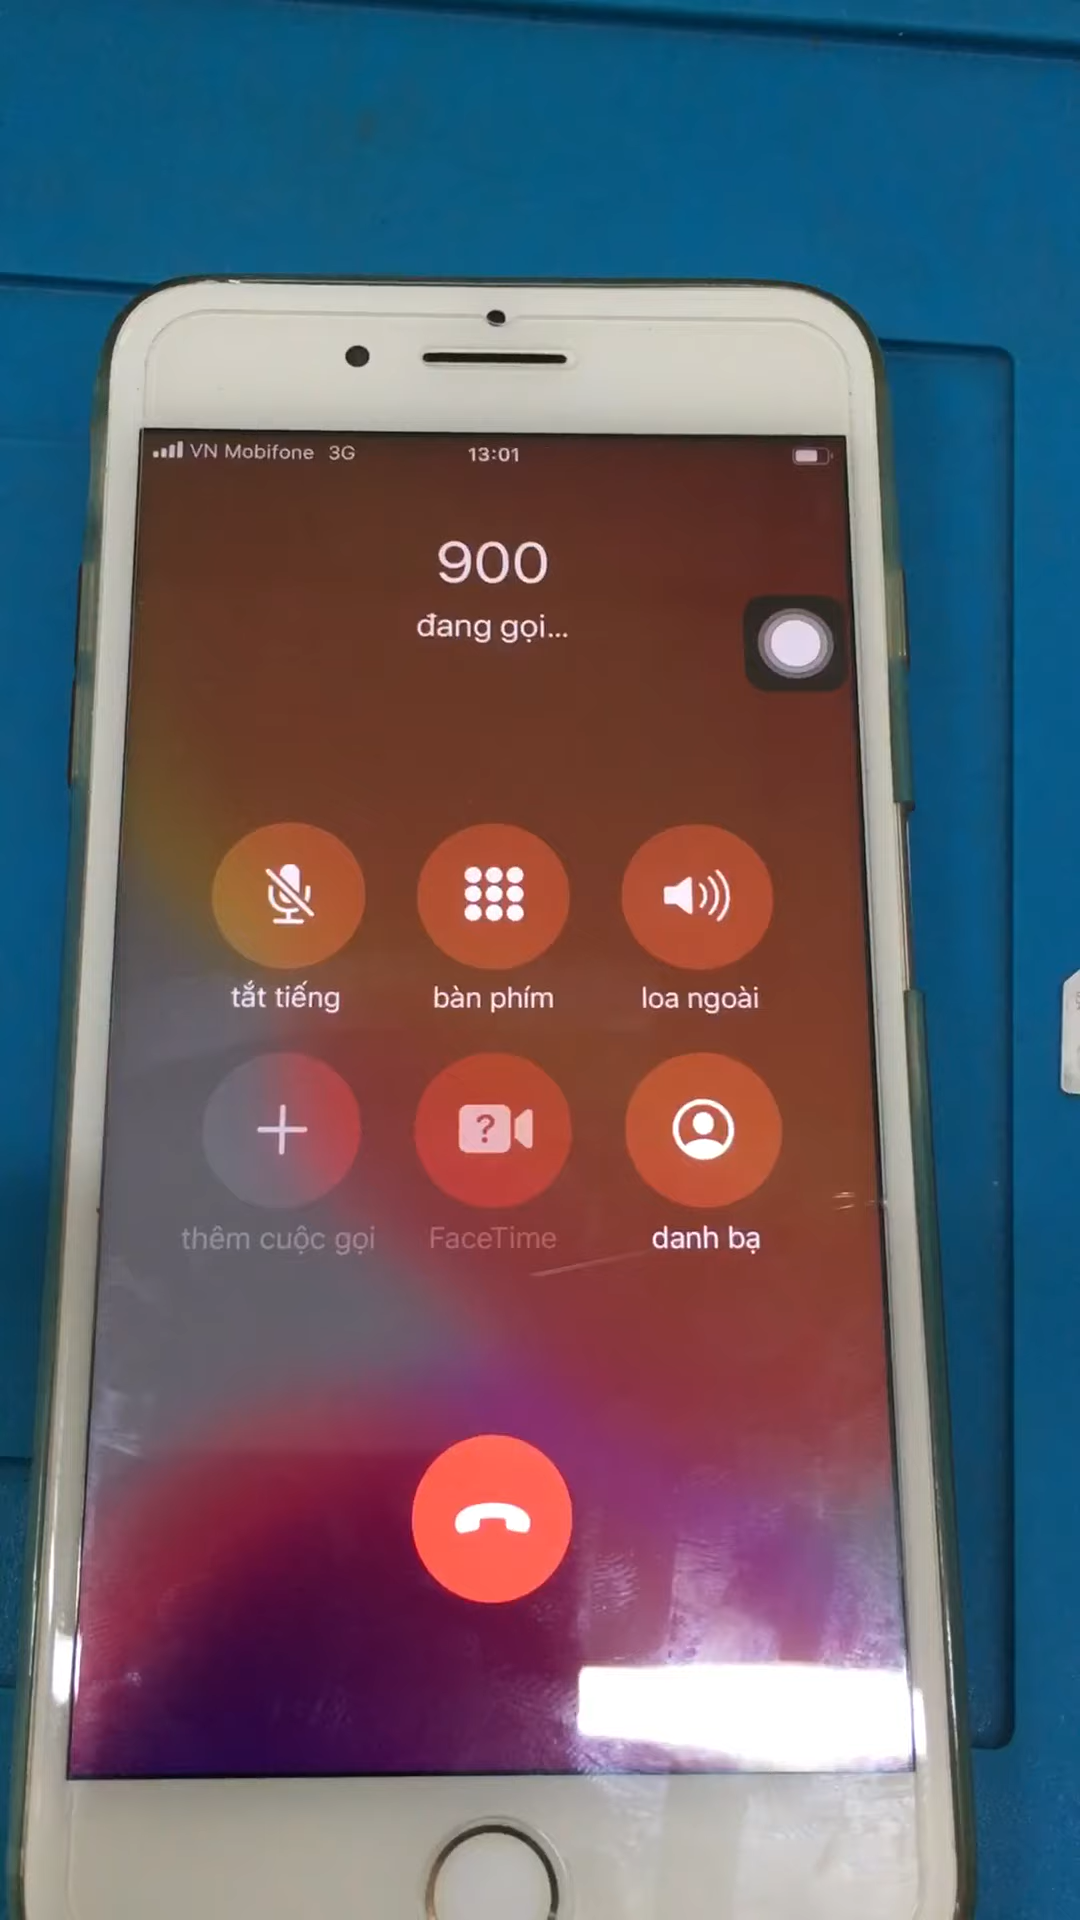 VN Mobifone 3G 13:01
900
đang gọi...
tắt tiếng bàn phím loa ngoài
?
thêm cuộc gọi FaceTime danh bạ